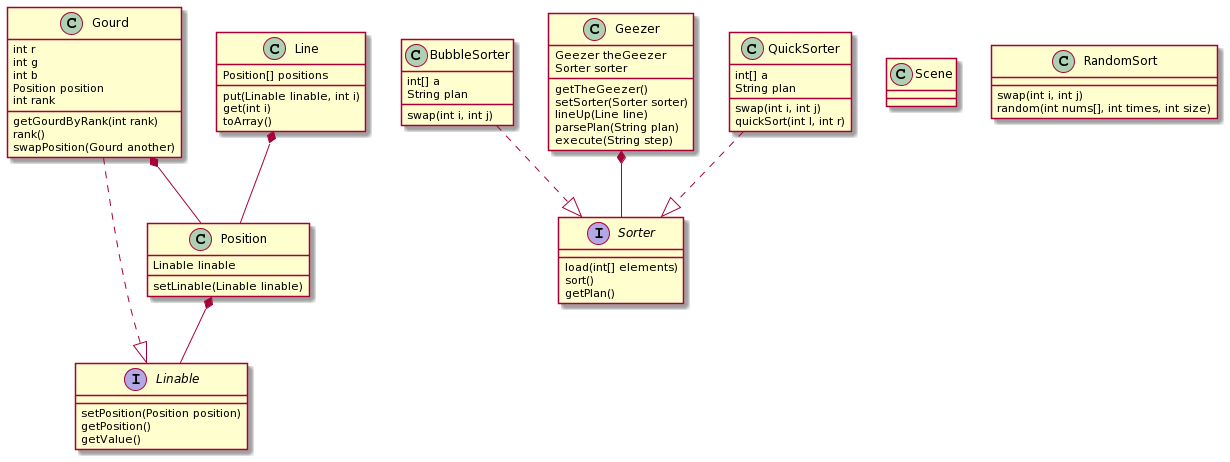 C Gourd
int r
int g
int b
Position position
int rank
getGourdByRank(int rank)
rank()
swapPosition(Gourd another)
C Line
Position[] positions
put(Linable linable, int i)
get(int i)
toArray()
C BubbleSorter
int[] a
String plan
swap(int i, int j)
C Geezer
Geezer theGeezer
Sorter sorter
getTheGeezer()
setSorter(Sorter sorter)
lineUp(Line line)
parsePlan(String plan)
execute(String step)
C QuickSorter
int[] a
String plan
swap(int i, int j)
quickSort(int l, int r)
C Scene
C RandomSort
swap(int i, int j)
random(int nums[], int times, int size)
C Position
Linable linable
setLinable(Linable linable)
I Sorter
load(int[] elements)
sort()
getPlan()
I Linable
setPosition(Position position)
getPosition()
getValue()